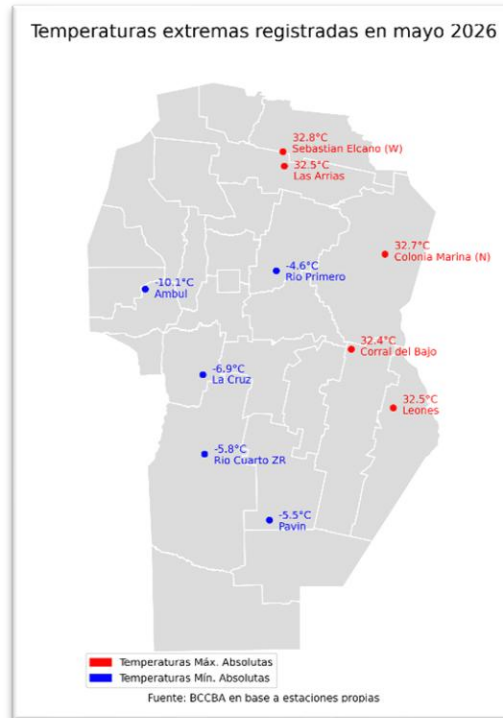 Temperaturas extremas registradas en mayo 2026
32.8°C
Sebastian Elcano (W)
32.5°C
Las Arrias
32.7°C
Colonia Marina (N)
-4.6°C
Rio Primero
-10.1°C
Ambul
32.4°C
Corral del Bajo
-6.9°C
La Cruz
32.5°C
Leones
-5.8°C
Rio Cuarto ZR
-5.5°C
Pavin
Temperaturas Máx. Absolutas
Temperaturas Mín. Absolutas
Fuente: BCCBA en base a estaciones propias